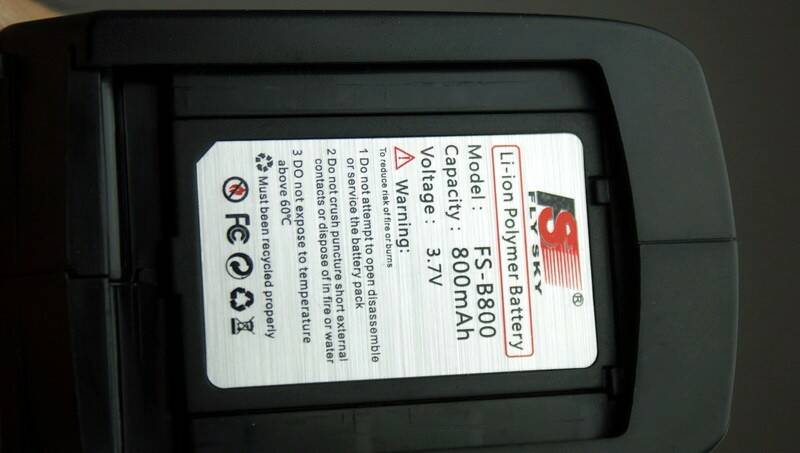 FS®
FLY SKY
Li-ion Polymer Battery
Model : FS-B800
Capacity : 800mAh
Voltage : 3.7V
Warning:
To reduce risk of fire or burns
1 Do not attempt to open disassemble
or service the battery pack
2 Do not crush puncture short external
contacts or dispose of in fire or water
3 DO not expose to temperature
above 60℃
Must been recycled properly
FC